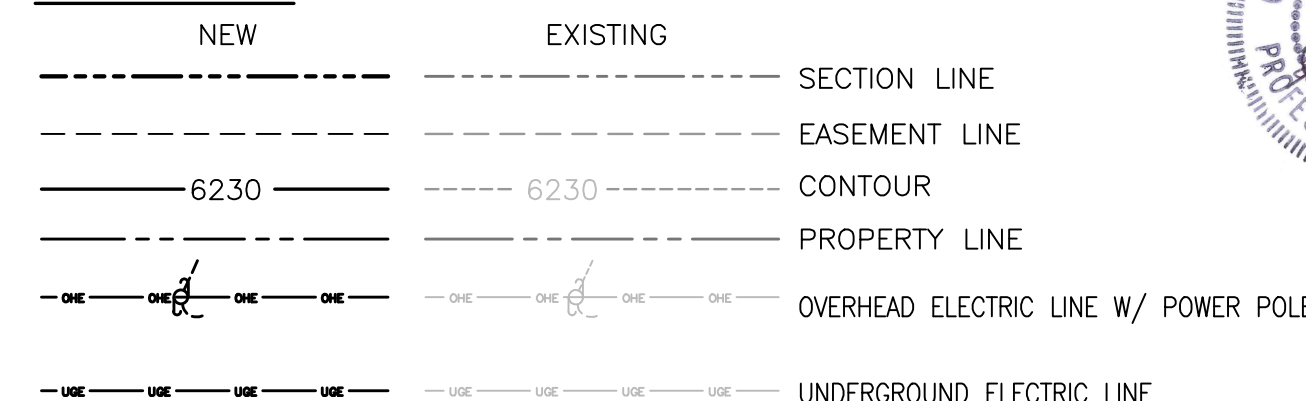 NEW EXISTING
SECTION LINE
EASEMENT LINE
6230 6230 CONTOUR
PROPERTY LINE
OHE OHE OHE OHE OHE OHE OHE OHE OVERHEAD ELECTRIC LINE W/ POWER POLE
UGE UGE UGE UGE UGE UGE UGE UGE UNDERGROUND ELECTRIC LINE